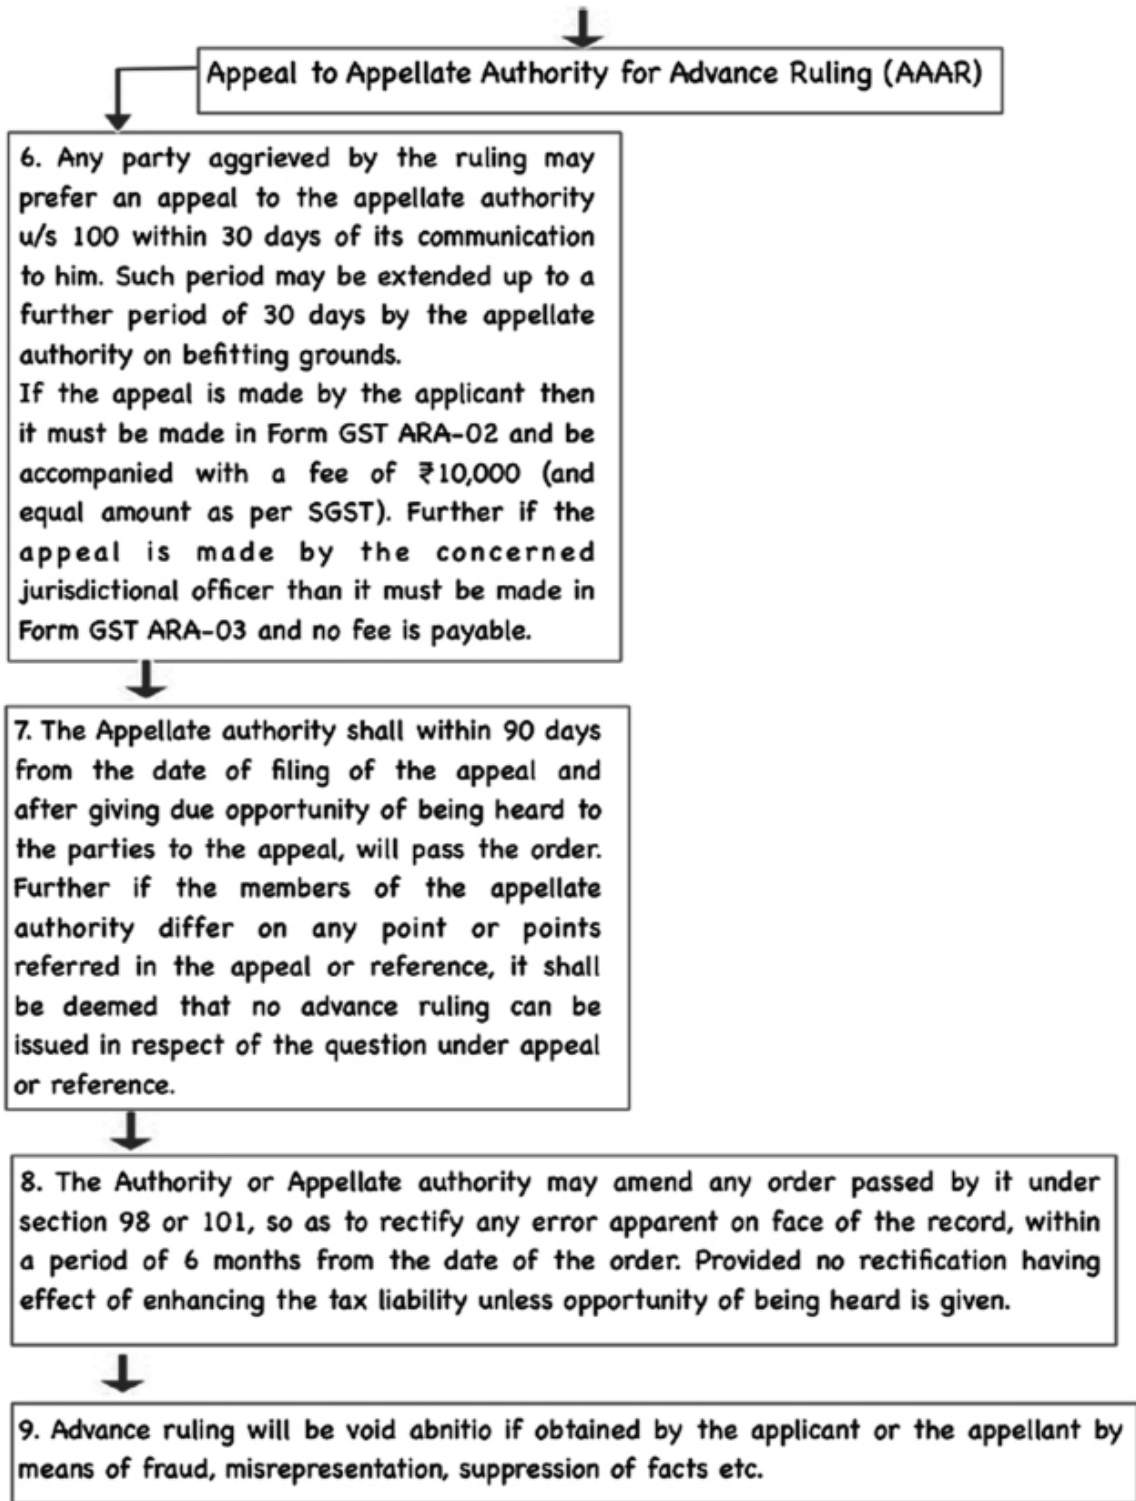 Appeal to Appellate Authority for Advance Ruling (AAAR)
6. Any party aggrieved by the ruling may
prefer an appeal to the appellate authority
u/s 100 within 30 days of its communication
to him. Such period may be extended up to a
further period of 30 days by the appellate
authority on befitting grounds.
If the appeal is made by the applicant then
it must be made in Form GST ARA-02 and be
accompanied with a fee of ₹10,000 (and
equal amount as per SGST). Further if the
appeal is made by the concerned
jurisdictional officer than it must be made in
Form GST ARA-03 and no fee is payable.
7. The Appellate authority shall within 90 days
from the date of filing of the appeal and
after giving due opportunity of being heard to
the parties to the appeal, will pass the order.
Further if the members of the appellate
authority differ on any point or points
referred in the appeal or reference, it shall
be deemed that no advance ruling can be
issued in respect of the question under appeal
or reference.
8. The Authority or Appellate authority may amend any order passed by it under
section 98 or 101, so as to rectify any error apparent on face of the record, within
a period of 6 months from the date of the order. Provided no rectification having
effect of enhancing the tax liability unless opportunity of being heard is given.
9. Advance ruling will be void abnitio if obtained by the applicant or the appellant by
means of fraud, misrepresentation, suppression of facts etc.